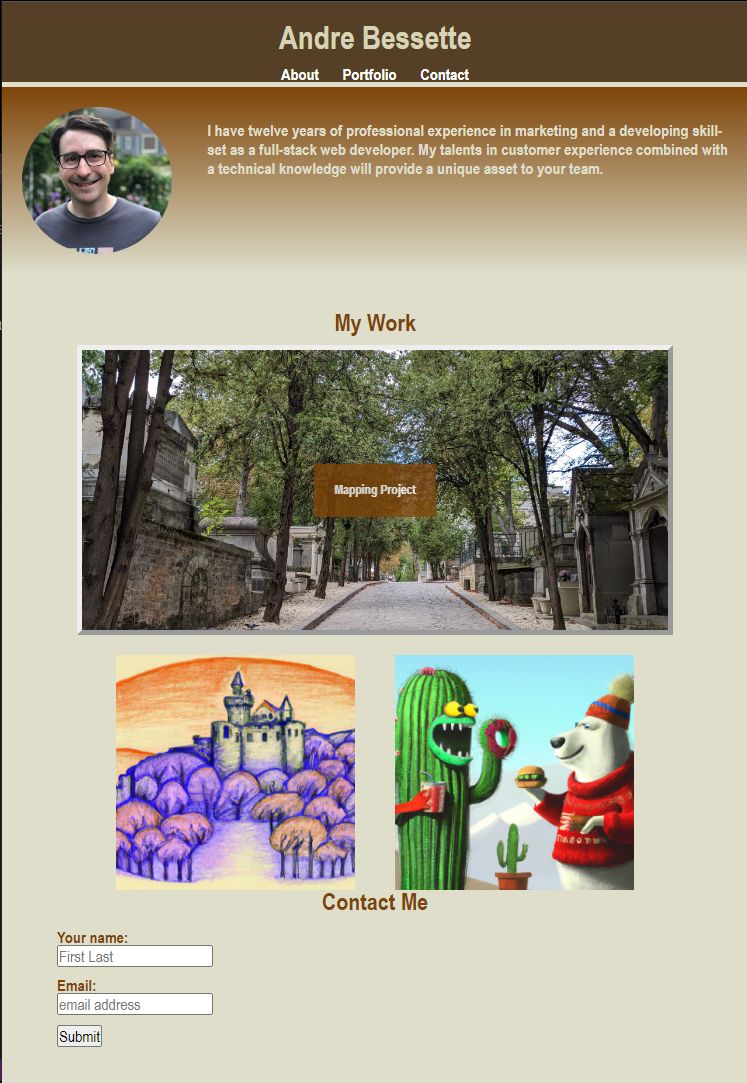 Andre Bessette
About Portfolio Contact
I have twelve years of professional experience in marketing and a developing skill-
set as a full-stack web developer. My talents in customer experience combined with
a technical knowledge will provide a unique asset to your team.
My Work
Mapping Project
Contact Me
Your name:
First Last
Email:
email address
Submit